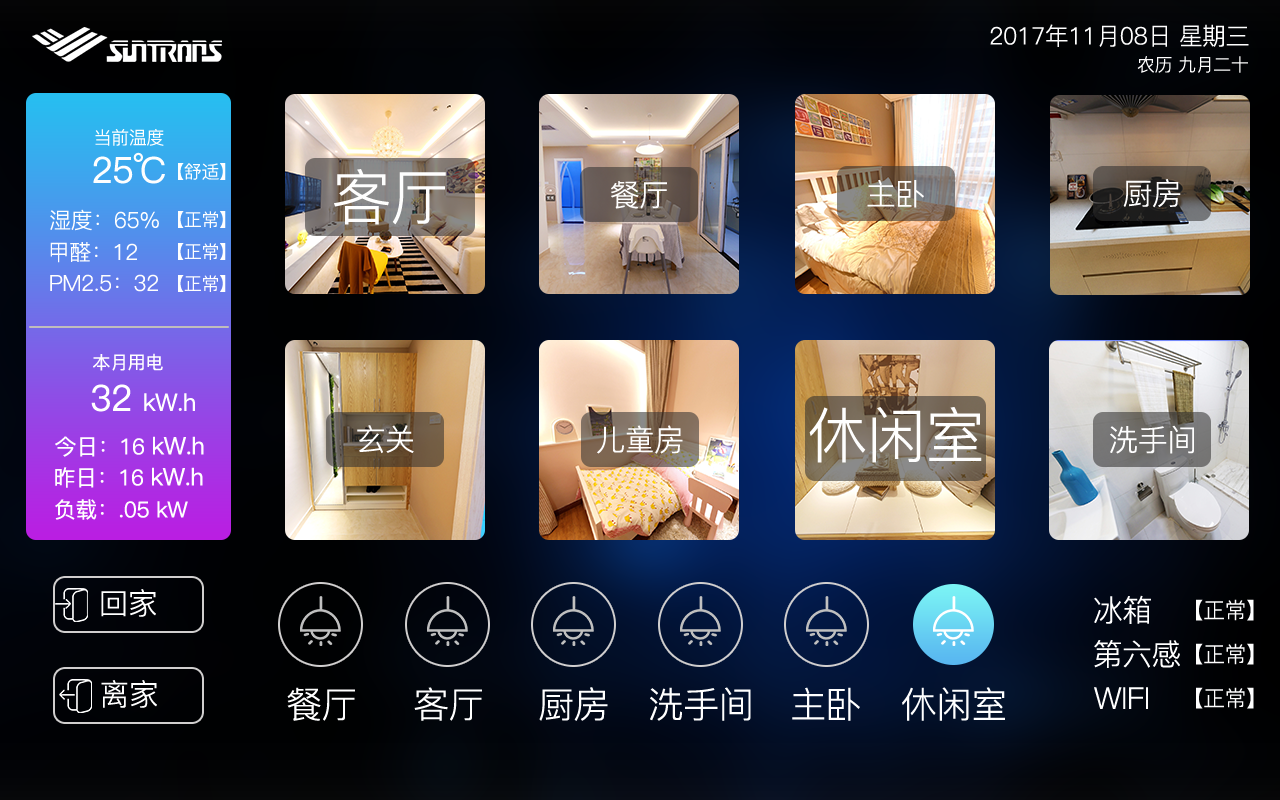 SUNTRANS
2017年11月08日 星期三
农历 九月二十
当前温度
25℃【舒适】
湿度：65% 【正常】
甲醛：12 【正常】
PM2.5：32 【正常】
本月用电
32 kW.h
今日：16 kW.h
昨日：16 kW.h
负载：.05 kW
客厅
餐厅
主卧
厨房
玄关
儿童房
休闲室
洗手间
回家
离家
餐厅
客厅
厨房
洗手间
主卧
休闲室
冰箱 【正常】
第六感【正常】
WIFI 【正常】